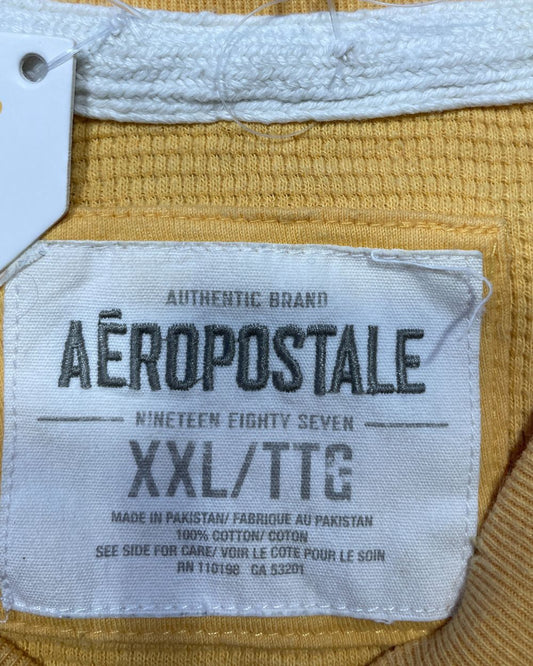 AUTHENTIC BRAND
AÉROPOSTALE
NINETEEN EIGHTY SEVEN
XXL/TTG
MADE IN PAKISTAN/ FABRIQUE AU PAKISTAN
100% COTTON/ COTON
SEE SIDE FOR CARE/ VOIR LE COTE POUR LE SOIN
RN 110198 CA 53201